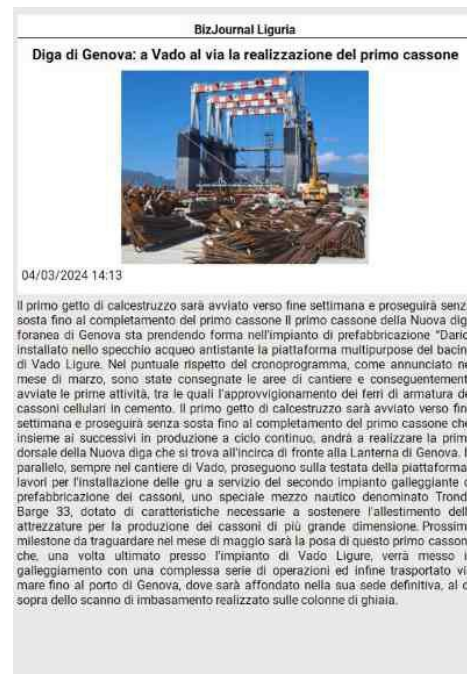 BizJournal Liguria
Diga di Genova: a Vado al via la realizzazione del primo cassone
04/03/2024 14:13
Il primo getto di calcestruzzo sarà avviato verso fine settimana e proseguirà senz
sosta fino al completamento del primo cassone Il primo cassone della Nuova dig
foranea di Genova sta prendendo forma nell'impianto di prefabbricazione "Daric
installato nello specchio acqueo antistante la piattaforma multipurpose del bacin
di Vado Ligure. Nel puntuale rispetto del cronoprogramma, come annunciato ne
mese di marzo, sono state consegnate le aree di cantiere e conseguentement
avviate le prime attività, tra le quali l'approvvigionamento dei ferri di armatura de
cassoni cellulari in cemento. Il primo getto di calcestruzzo sarà avviato verso fin
settimana e proseguirà senza sosta fino al completamento del primo cassone che
insieme ai successivi in produzione a ciclo continuo, andrà a realizzare la prim
dorsale della Nuova diga che si trova all'incirca di fronte alla Lanterna di Genova. I
parallelo, sempre nel cantiere di Vado, proseguono sulla testata della piattaforma
lavori per l'installazione delle gru a servizio del secondo impianto galleggiante d
prefabbricazione dei cassoni, uno speciale mezzo nautico denominato Trond
Barge 33, dotato di caratteristiche necessarie a sostenere l'allestimento dell
attrezzature per la produzione dei cassoni di più grande dimensione. Prossim
milestone da traguardare nel mese di maggio sarà la posa di questo primo casson
che, una volta ultimato presso l'impianto di Vado Ligure, verrà messo i
galleggiamento con una complessa serie di operazioni ed infine trasportato vi
mare fino al porto di Genova, dove sarà affondato nella sua sede definitiva, al d
sopra dello scanno di imbasamento realizzato sulle colonne di ghiaia.